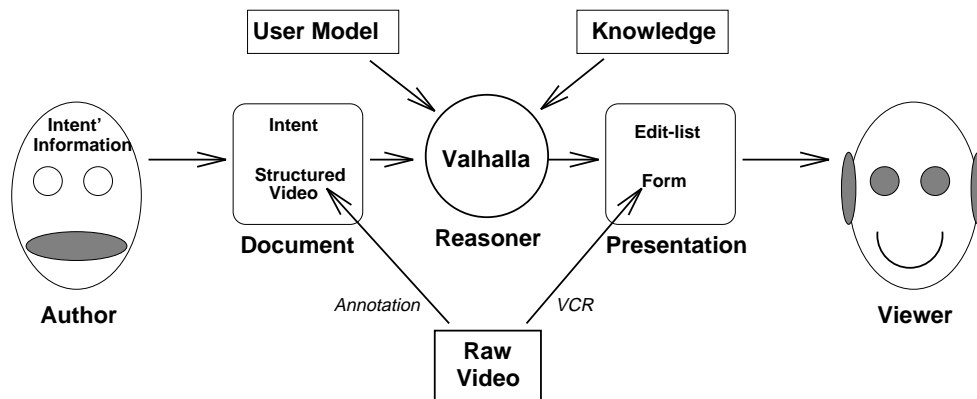 User Model
Knowledge
Intent'
Information
Intent
Structured
Video
Valhalla
Edit-list
Form
Document
Reasoner
Presentation
Author
Annotation
VCR
Viewer
Raw
Video